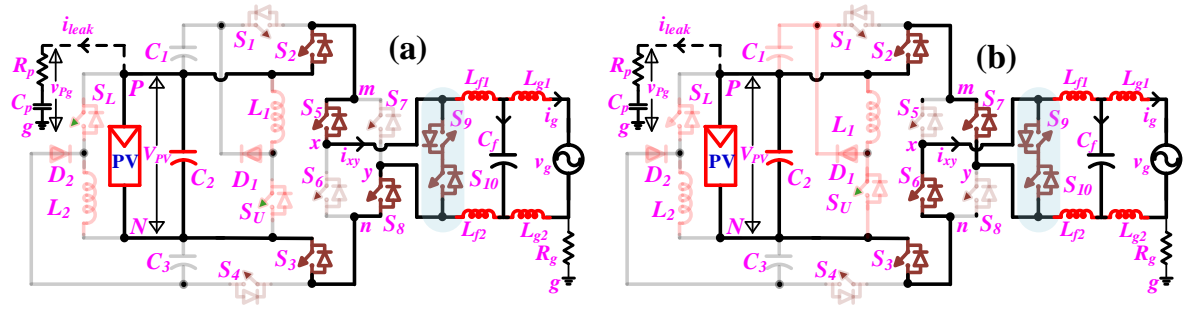 (a)
i_leak
R_p
v_Pg
C_p
g
S_L
P
PV
V_PV
N
D_2
L_2
C_1
C_2
C_3
L_1
D_1
S_U
S_1
S_2
S_3
S_4
m
S_5
S_7
x
i_xy
y
S_6
S_8
n
S_9
S_10
L_f1
L_g1
i_g
C_f
v_g
L_f2
L_g2
R_g
g
(b)
i_leak
R_p
v_Pg
C_p
g
S_L
P
PV
V_PV
N
D_2
L_2
C_1
C_2
C_3
L_1
D_1
S_U
S_1
S_2
S_3
S_4
m
S_5
S_7
x
i_xy
y
S_6
S_8
n
S_9
S_10
L_f1
L_g1
i_g
C_f
v_g
L_f2
L_g2
R_g
g